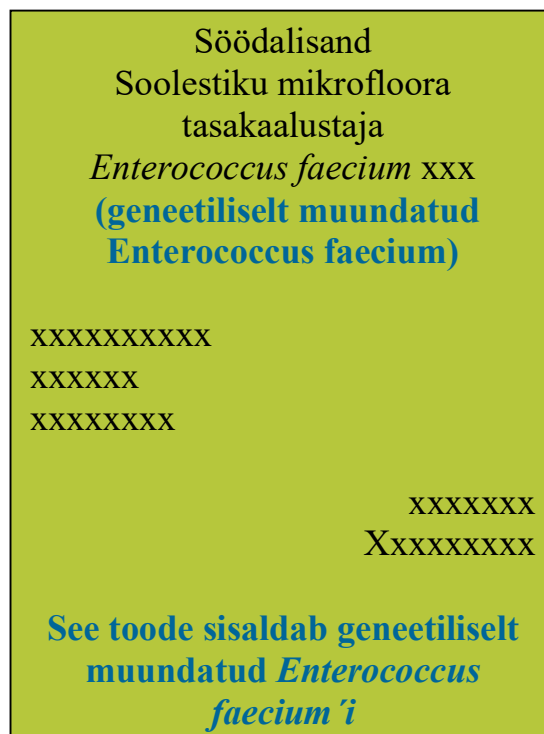 Söödalisand
Soolestiku mikrofloora
tasakaalustaja
Enterococcus faecium xxx
(geneetiliselt muundatud
Enterococcus faecium)
xxxxxxxxxx
xxxxxx
xxxxxxxx
xxxxxxx
Xxxxxxxxx
See toode sisaldab geneetiliselt
muundatud Enterococcus
faecium´i